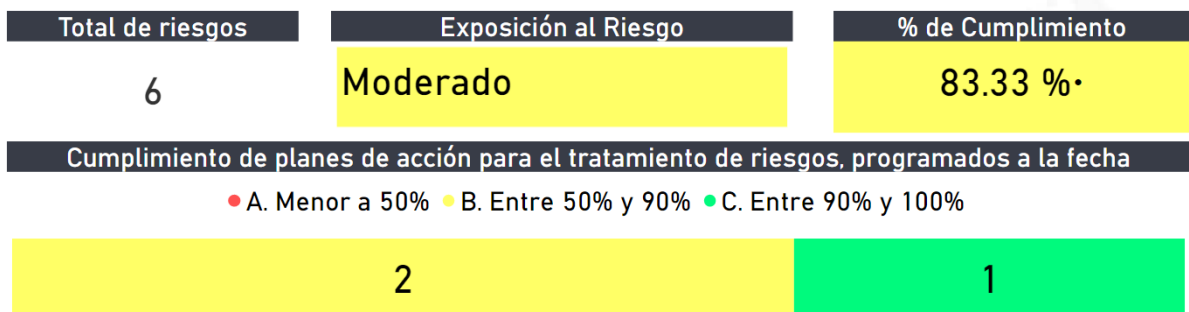 Total de riesgos
Exposición al Riesgo
% de Cumplimiento
6
Moderado
83.33 %•
Cumplimiento de planes de acción para el tratamiento de riesgos, programados a la fecha
A. Menor a 50% B. Entre 50% y 90% C. Entre 90% y 100%
2
1